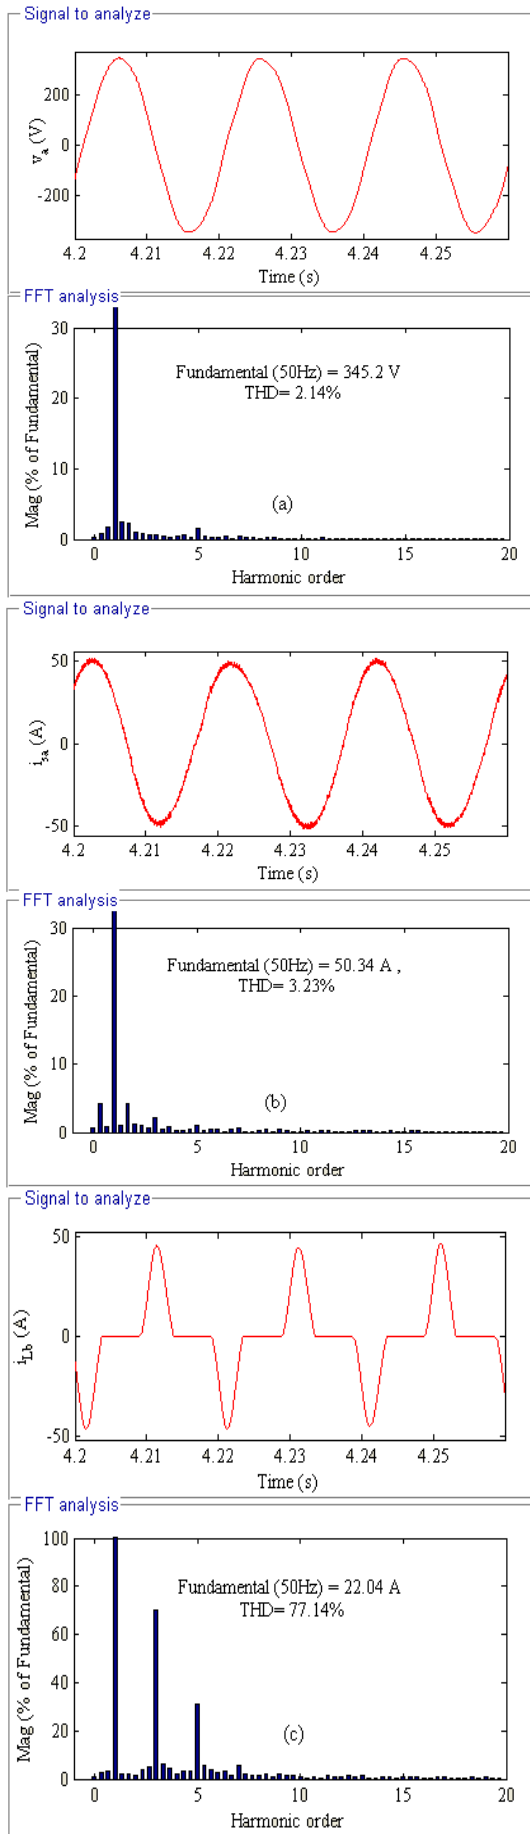 Signal to analyze
200
0
-200
v_a (V)
4.2 4.21 4.22 4.23 4.24 4.25
Time (s)
FFT analysis
30
20
10
0
Mag (% of Fundamental)
Fundamental (50Hz) = 345.2 V
THD= 2.14%
(a)
0 5 10 15 20
Harmonic order
Signal to analyze
50
0
-50
i_sa (A)
4.2 4.21 4.22 4.23 4.24 4.25
Time (s)
FFT analysis
30
20
10
0
Mag (% of Fundamental)
Fundamental (50Hz) = 50.34 A ,
THD= 3.23%
(b)
0 5 10 15 20
Harmonic order
Signal to analyze
50
0
-50
i_Lb (A)
4.2 4.21 4.22 4.23 4.24 4.25
Time (s)
FFT analysis
100
80
60
40
20
0
Mag (% of Fundamental)
Fundamental (50Hz) = 22.04 A
THD= 77.14%
(c)
0 5 10 15 20
Harmonic order